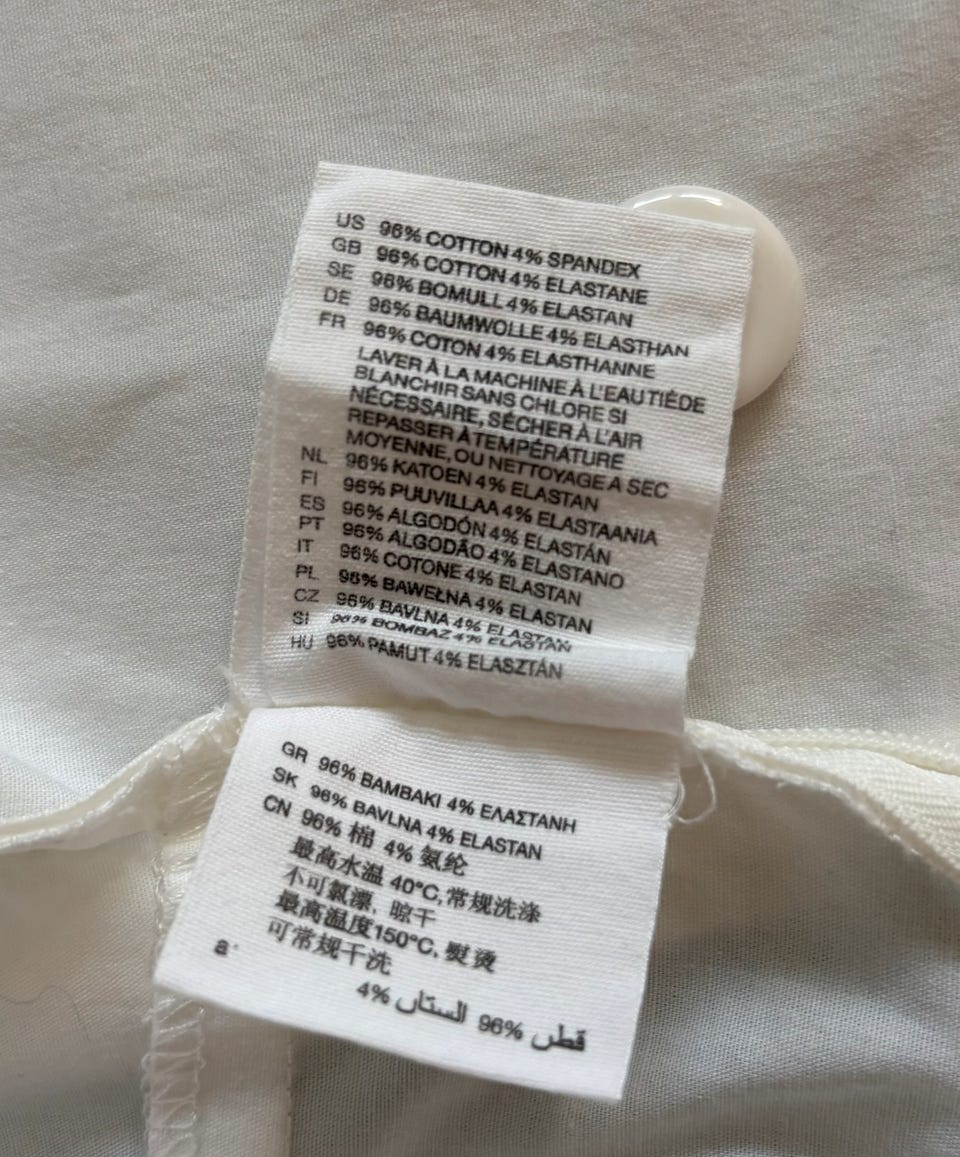 US 96% COTTON 4% SPANDEX
GB 96% COTTON 4% ELASTANE
SE 96% BOMULL 4% ELASTAN
DE 96% BAUMWOLLE 4% ELASTHAN
FR 96% COTON 4% ELASTHANNE
LAVER À LA MACHINE À L'EAU TIÉDE
BLANCHIR SANS CHLORE SI
NÉCESSAIRE, SÉCHER À L'AIR
REPASSER À TEMPÉRATURE
MOYENNE, OU NETTOYAGE A SEC
NL 96% KATOEN 4% ELASTAN
FI 96% PUUVILLAA 4% ELASTAANIA
ES 96% ALGODÓN 4% ELASTÁN
PT 96% ALGODÃO 4% ELASTANO
IT 96% COTONE 4% ELASTAN
PL 96% BAWEŁNA 4% ELASTAN
CZ 96% BAVLNA 4% ELASTAN
SI 96% BOMBAZ 4% ELASTAN
HU 96% PAMUT 4% ELASZTÁN
GR 96% BAMBAKI 4% ΕΛΑΣΤΑΝΗ
SK 96% BAVLNA 4% ELASTAN
CN 96% 棉 4% 氨纶
最高水温 40°C,常规洗涤
不可氯漂, 晾干
最高温度150°C, 熨烫
可常规干洗
a·
قطن 96% الستان 4%